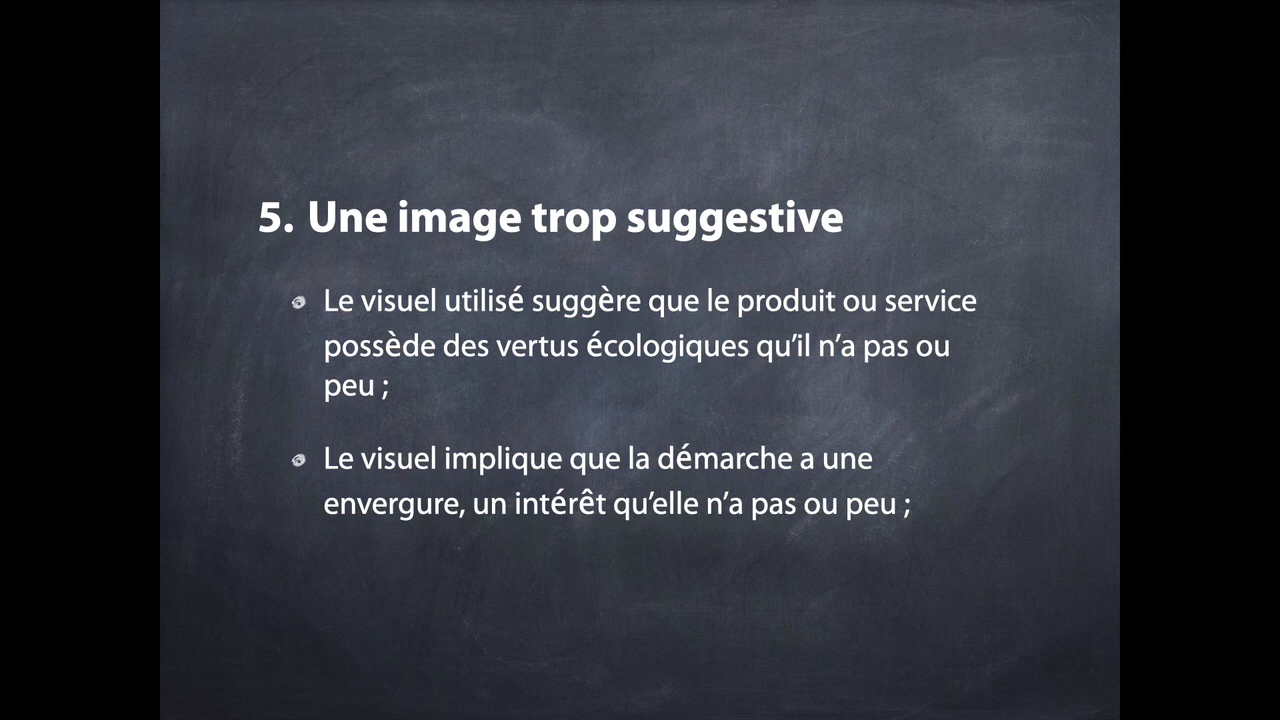 5. Une image trop suggestive
Le visuel utilisé suggère que le produit ou service
possède des vertus écologiques qu’il n’a pas ou
peu ;
Le visuel implique que la démarche a une
envergure, un intérêt qu’elle n’a pas ou peu ;